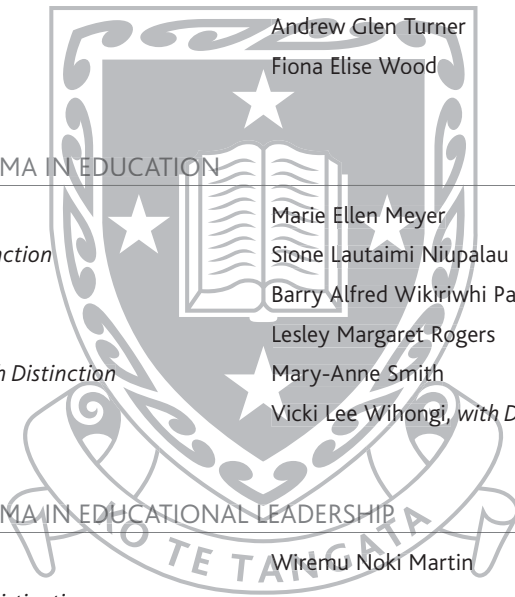 Andrew Glen Turner
Fiona Elise Wood
MA IN EDUCATION
Marie Ellen Meyer
nction Sione Lautaimi Niupalau
Barry Alfred Wikiriwhi Pa
Lesley Margaret Rogers
h Distinction Mary-Anne Smith
Vicki Lee Wihongi, with D
MA IN EDUCATIONAL LEADERSHIP
KO TE TANGATA
Wiremu Noki Martin